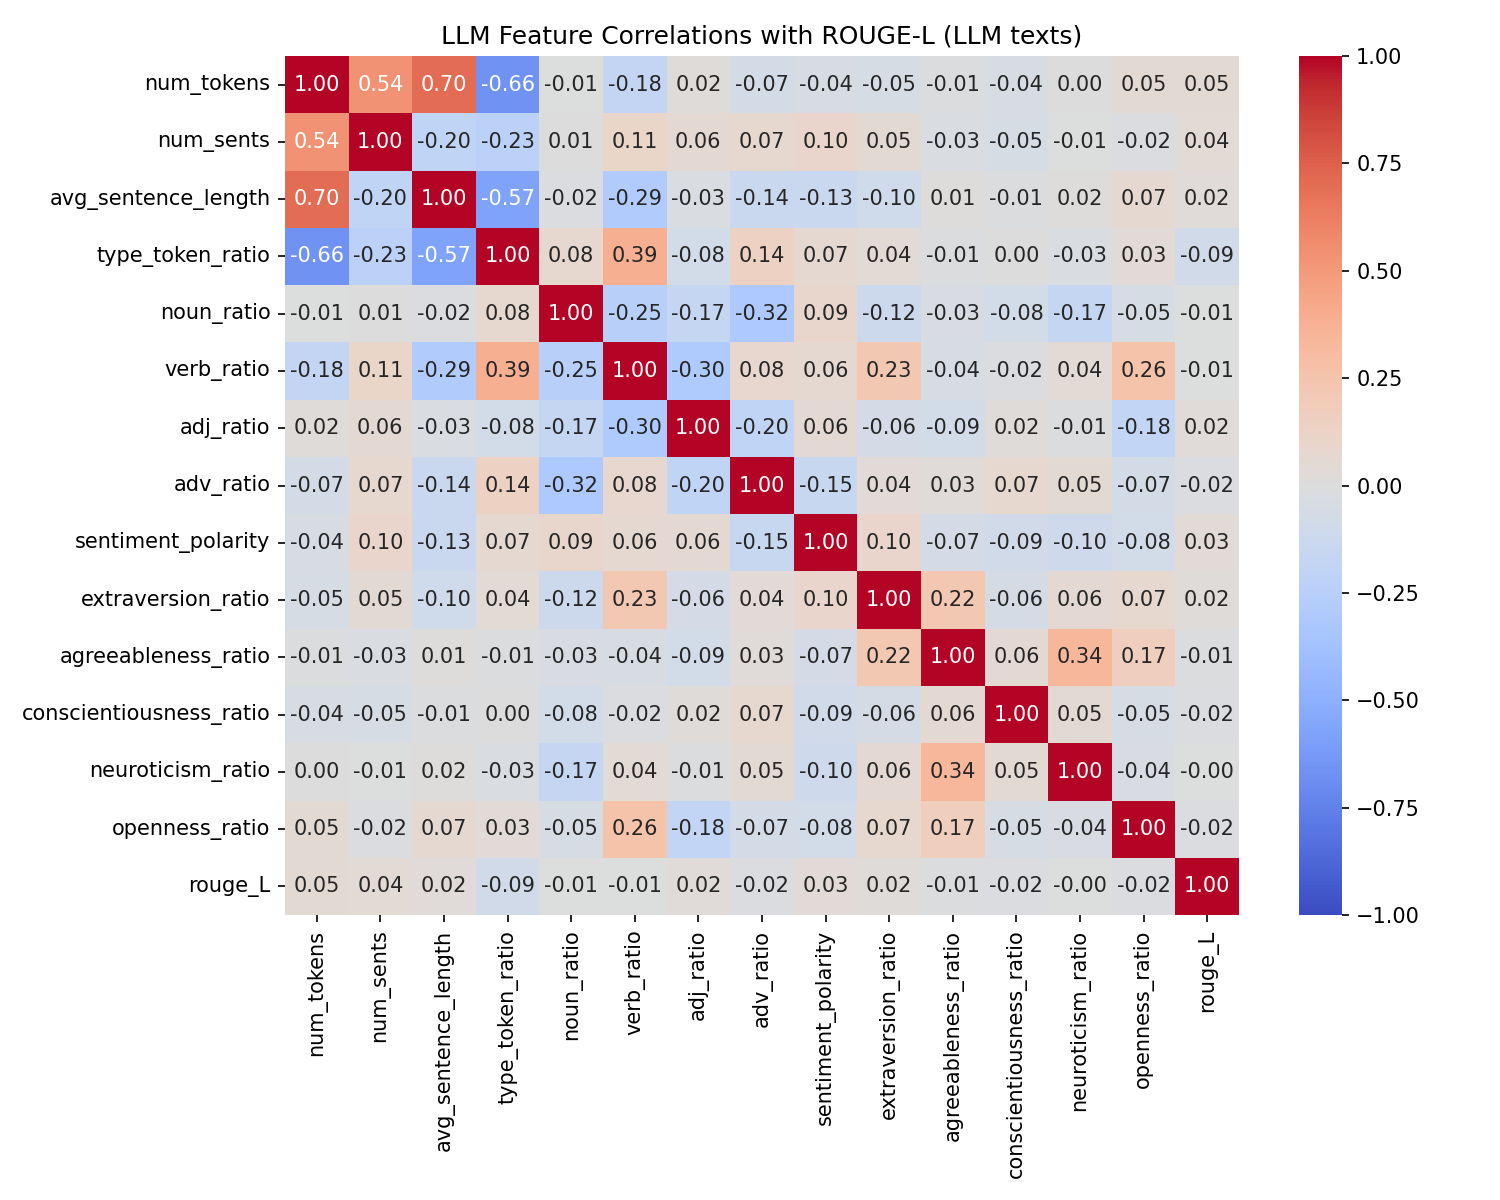 LLM Feature Correlations with ROUGE-L (LLM texts)
num_tokens 1.00 0.54 0.70 -0.66 -0.01 -0.18 0.02 -0.07 -0.04 -0.05 -0.01 -0.04 0.00 0.05 0.05
num_sents 0.54 1.00 -0.20 -0.23 0.01 0.11 0.06 0.07 0.10 0.05 -0.03 -0.05 -0.01 -0.02 0.04
avg_sentence_length 0.70 -0.20 1.00 -0.57 -0.02 -0.29 -0.03 -0.14 -0.13 -0.10 0.01 -0.01 0.02 0.07 0.02
type_token_ratio -0.66 -0.23 -0.57 1.00 0.08 0.39 -0.08 0.14 0.07 0.04 -0.01 0.00 -0.03 0.03 -0.09
noun_ratio -0.01 0.01 -0.02 0.08 1.00 -0.25 -0.17 -0.32 0.09 -0.12 -0.03 -0.08 -0.17 -0.05 -0.01
verb_ratio -0.18 0.11 -0.29 0.39 -0.25 1.00 -0.30 0.08 0.06 0.23 -0.04 -0.02 0.04 0.26 -0.01
adj_ratio 0.02 0.06 -0.03 -0.08 -0.17 -0.30 1.00 -0.20 0.06 -0.06 -0.09 0.02 -0.01 -0.18 0.02
adv_ratio -0.07 0.07 -0.14 0.14 -0.32 0.08 -0.20 1.00 -0.15 0.04 0.03 0.07 0.05 -0.07 -0.02
sentiment_polarity -0.04 0.10 -0.13 0.07 0.09 0.06 0.06 -0.15 1.00 0.10 -0.07 -0.09 -0.10 -0.08 0.03
extraversion_ratio -0.05 0.05 -0.10 0.04 -0.12 0.23 -0.06 0.04 0.10 1.00 0.22 -0.06 0.06 0.07 0.02
agreeableness_ratio -0.01 -0.03 0.01 -0.01 -0.03 -0.04 -0.09 0.03 -0.07 0.22 1.00 0.06 0.34 0.17 -0.01
conscientiousness_ratio -0.04 -0.05 -0.01 0.00 -0.08 -0.02 0.02 0.07 -0.09 -0.06 0.06 1.00 0.05 -0.05 -0.02
neuroticism_ratio 0.00 -0.01 0.02 -0.03 -0.17 0.04 -0.01 0.05 -0.10 0.06 0.34 0.05 1.00 -0.04 -0.00
openness_ratio 0.05 -0.02 0.07 0.03 -0.05 0.26 -0.18 -0.07 -0.08 0.07 0.17 -0.05 -0.04 1.00 -0.02
rouge_L 0.05 0.04 0.02 -0.09 -0.01 -0.01 0.02 -0.02 0.03 0.02 -0.01 -0.02 -0.00 -0.02 1.00
num_tokens
num_sents
avg_sentence_length
type_token_ratio
noun_ratio
verb_ratio
adj_ratio
adv_ratio
sentiment_polarity
extraversion_ratio
agreeableness_ratio
conscientiousness_ratio
neuroticism_ratio
openness_ratio
rouge_L
1.00
0.75
0.50
0.25
0.00
−0.25
−0.50
−0.75
−1.00